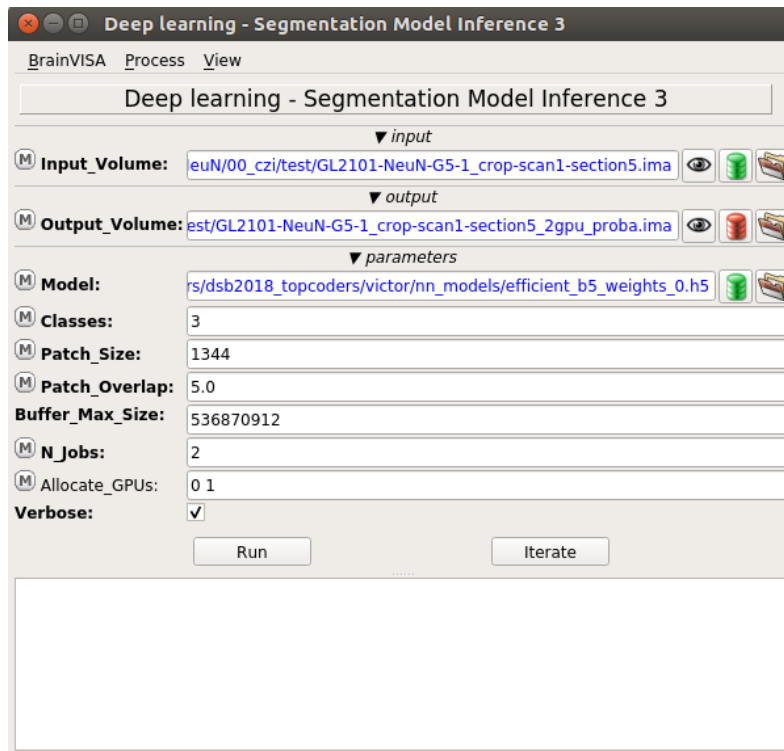 Deep learning - Segmentation Model Inference 3
BrainVISA Process View
Deep learning - Segmentation Model Inference 3
▼ input
M Input_Volume: leuN/00_czi/test/GL2101-NeuN-G5-1_crop-scan1-section5.ima
▼ output
M Output_Volume: est/GL2101-NeuN-G5-1_crop-scan1-section5_2gpu_proba.ima
▼ parameters
M Model: rs/dsb2018_topcoders/victor/nn_models/efficient_b5_weights_0.h5
M Classes: 3
M Patch_Size: 1344
M Patch_Overlap: 5.0
Buffer_Max_Size: 536870912
M N_Jobs: 2
M Allocate_GPUs: 0 1
Verbose: ✓
Run Iterate